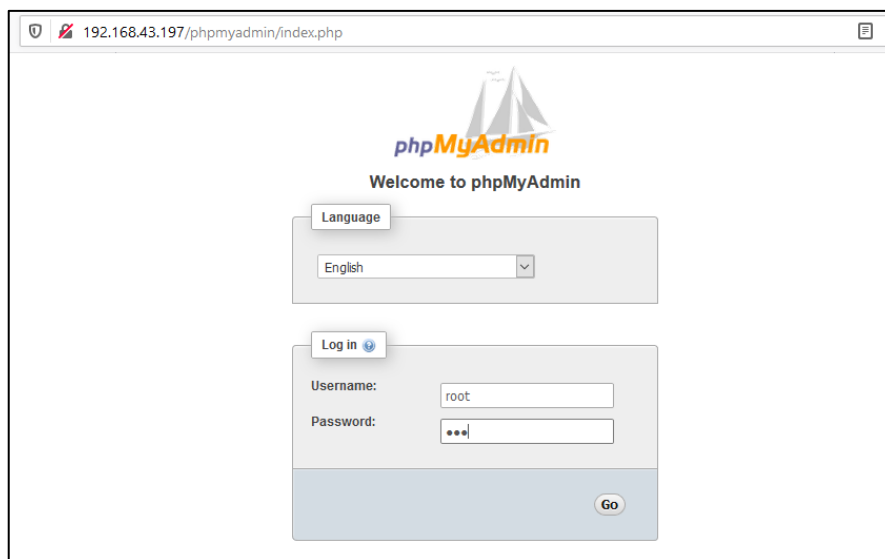 192.168.43.197/phpmyadmin/index.php
phpMyAdmin
Welcome to phpMyAdmin
Language
English
Log in
Username:
root
Password:
•••
Go